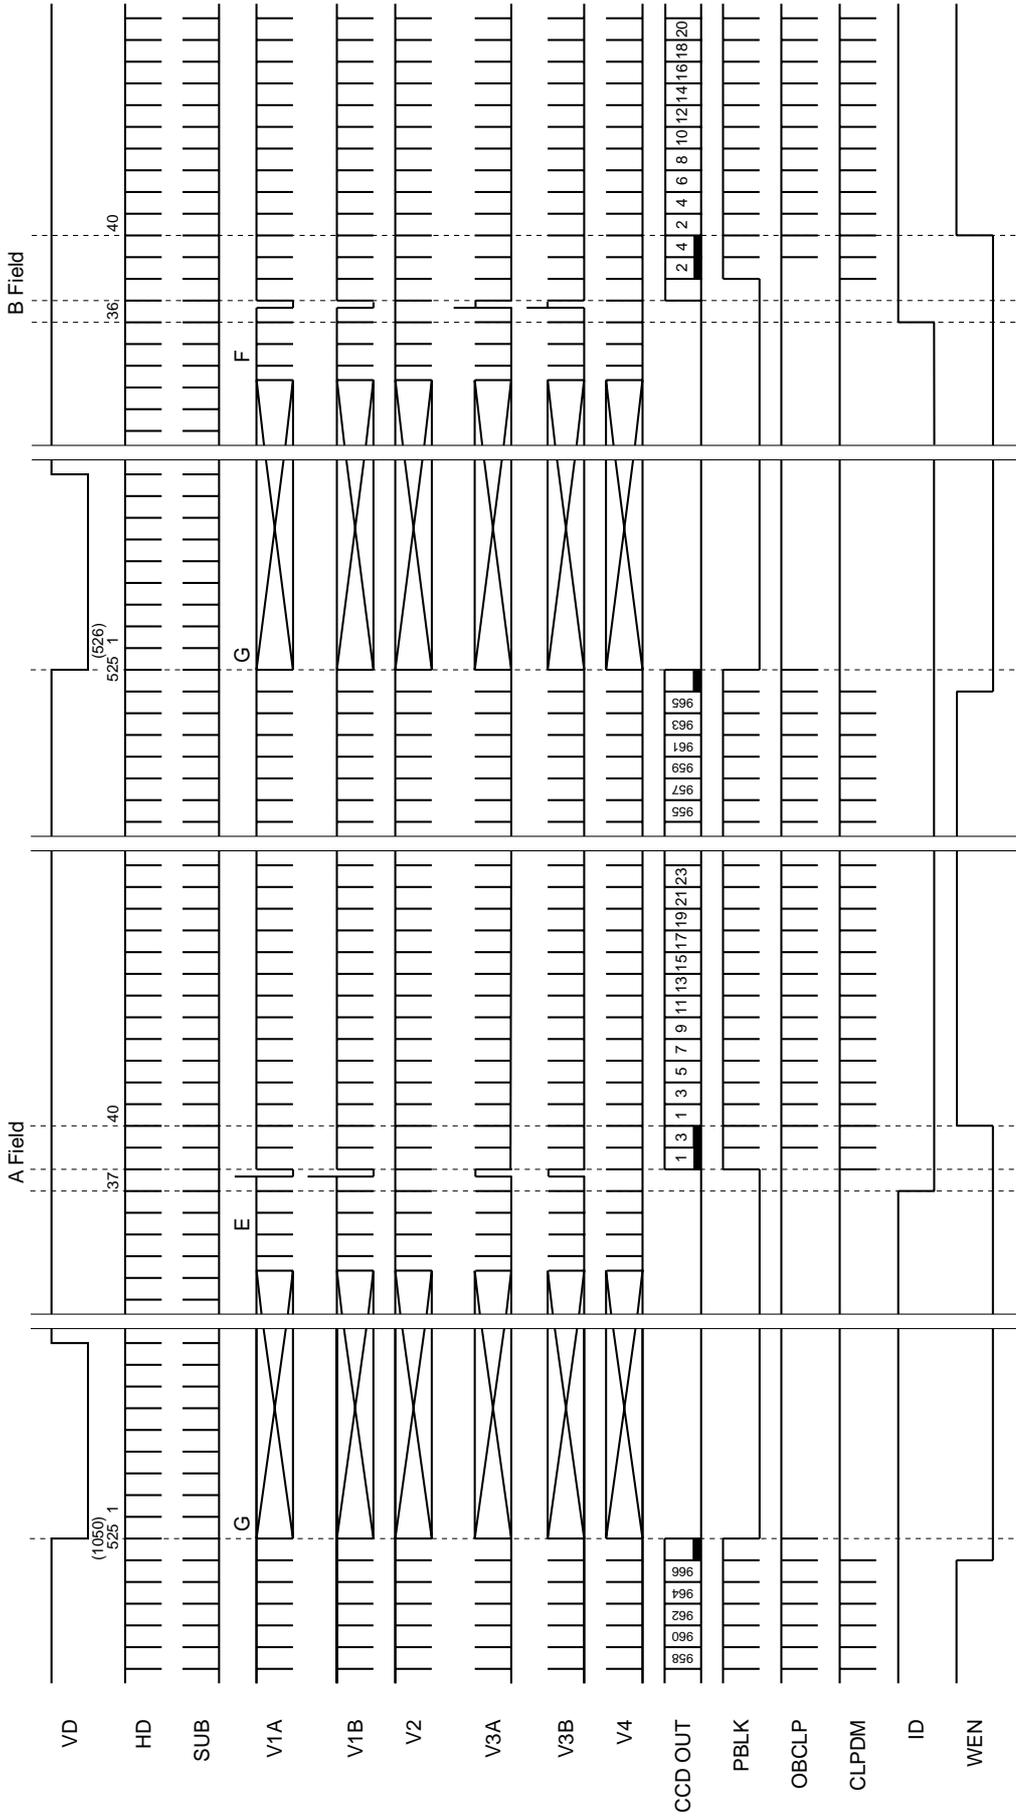 A Field
B Field
VD
(1050)
(526)
525 1 37 40 525 1 36 40
HD
SUB
G E G F
V1A
V1B
V2
V3A
V3B
V4
CCD OUT 958 960 962 964 966 1 3 1 3 5 7 9 11 13 15 17 19 21 23 955 957 959 961 963 965 2 4 2 4 6 8 10 12 14 16 18 20
PBLK
OBCLP
CLPDM
ID
WEN